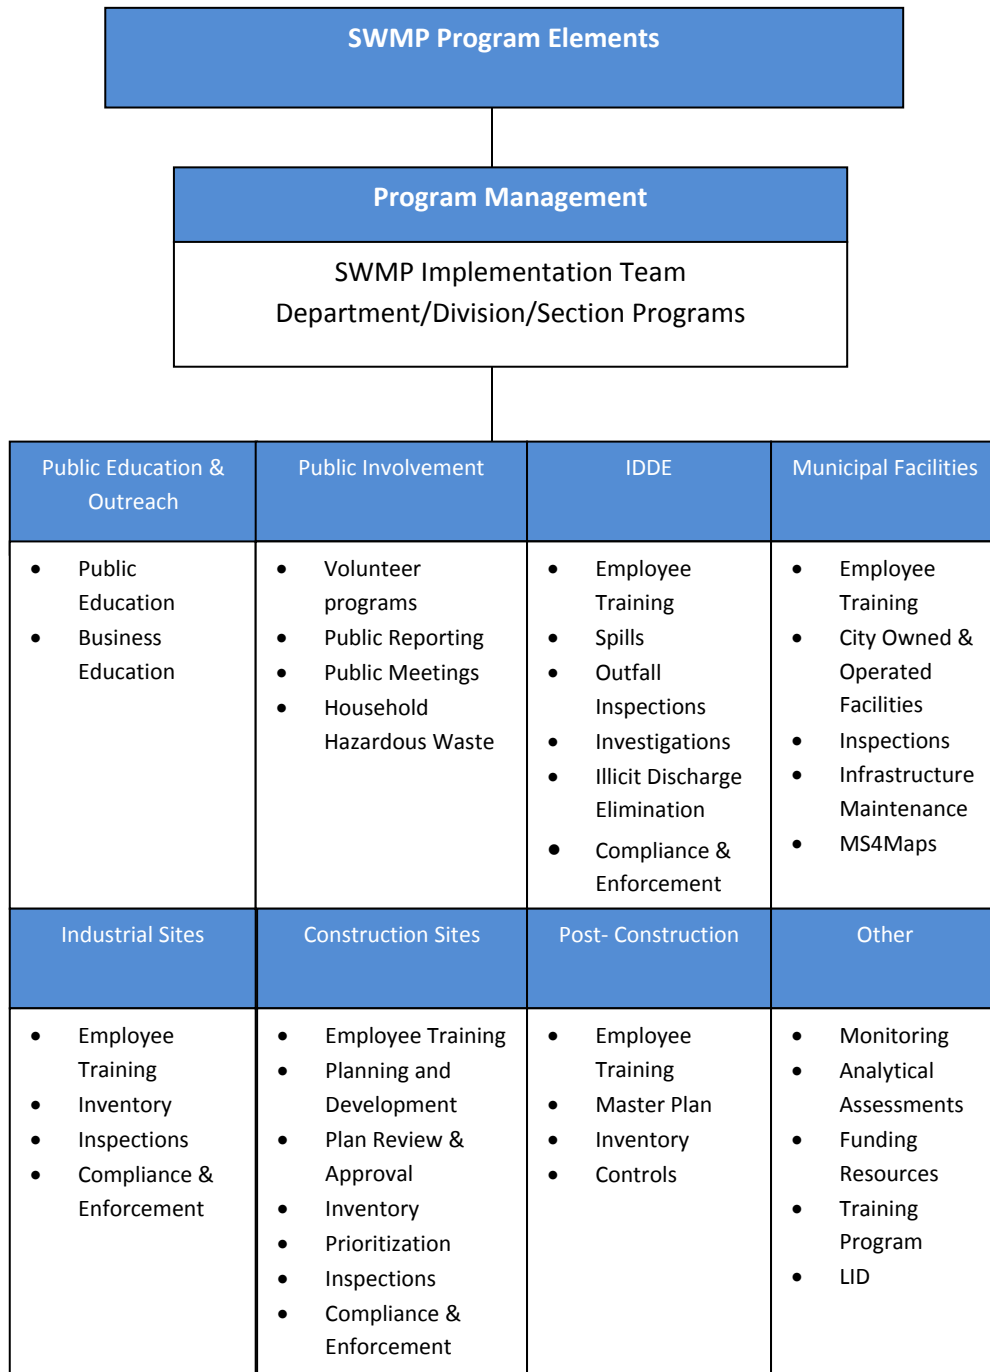 SWMP Program Elements
Program Management
SWMP Implementation Team
Department/Division/Section Programs
Public Education &
Outreach
• Public
Education
• Business
Education
Public Involvement
• Volunteer
programs
• Public Reporting
• Public Meetings
• Household
Hazardous Waste
IDDE
• Employee
Training
• Spills
• Outfall
Inspections
• Investigations
• Illicit Discharge
Elimination
• Compliance &
Enforcement
Municipal Facilities
• Employee
Training
• City Owned &
Operated
Facilities
• Inspections
• Infrastructure
Maintenance
• MS4Maps
Industrial Sites
• Employee
Training
• Inventory
• Inspections
• Compliance &
Enforcement
Construction Sites
• Employee Training
• Planning and
Development
• Plan Review &
Approval
• Inventory
• Prioritization
• Inspections
• Compliance &
Enforcement
Post- Construction
• Employee
Training
• Master Plan
• Inventory
• Controls
Other
• Monitoring
• Analytical
Assessments
• Funding
Resources
• Training
Program
• LID